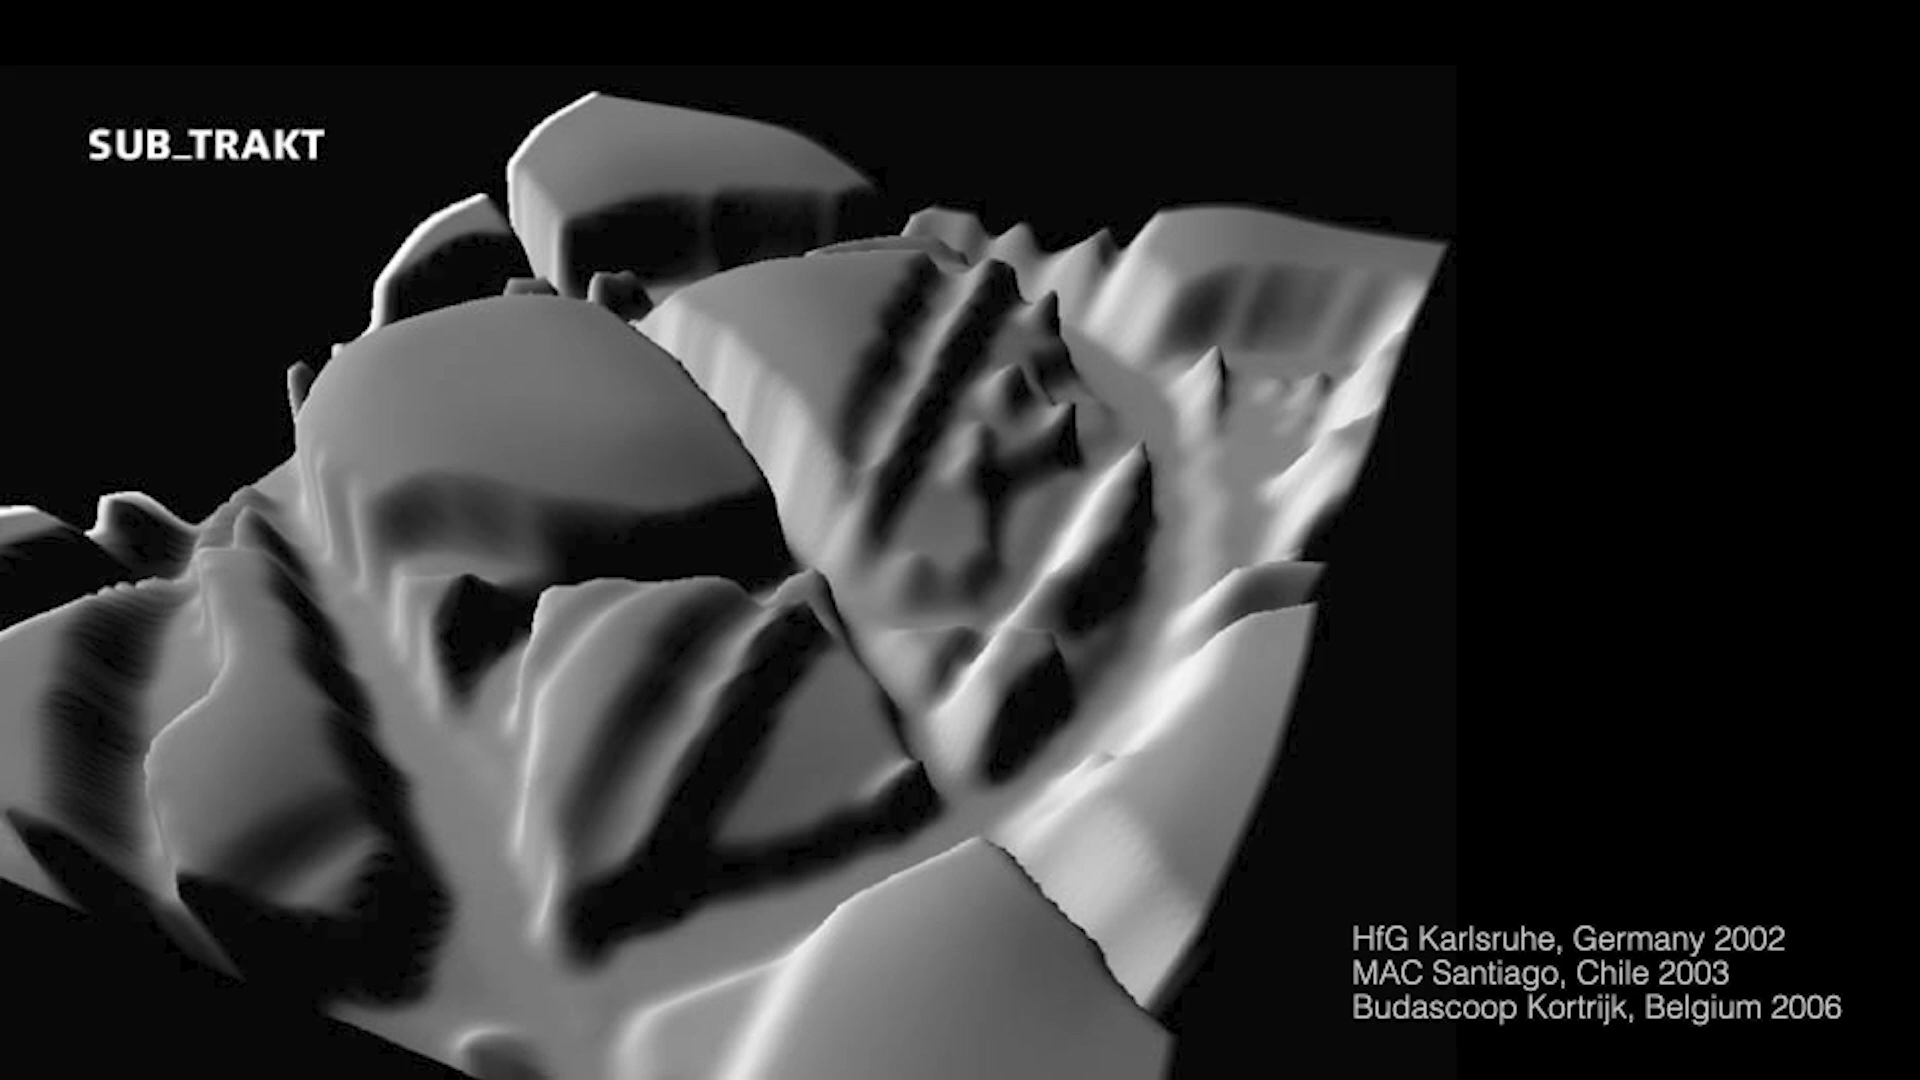 SUB_TRAKT
HfG Karlsruhe, Germany 2002
MAC Santiago, Chile 2003
Budascoop Kortrijk, Belgium 2006